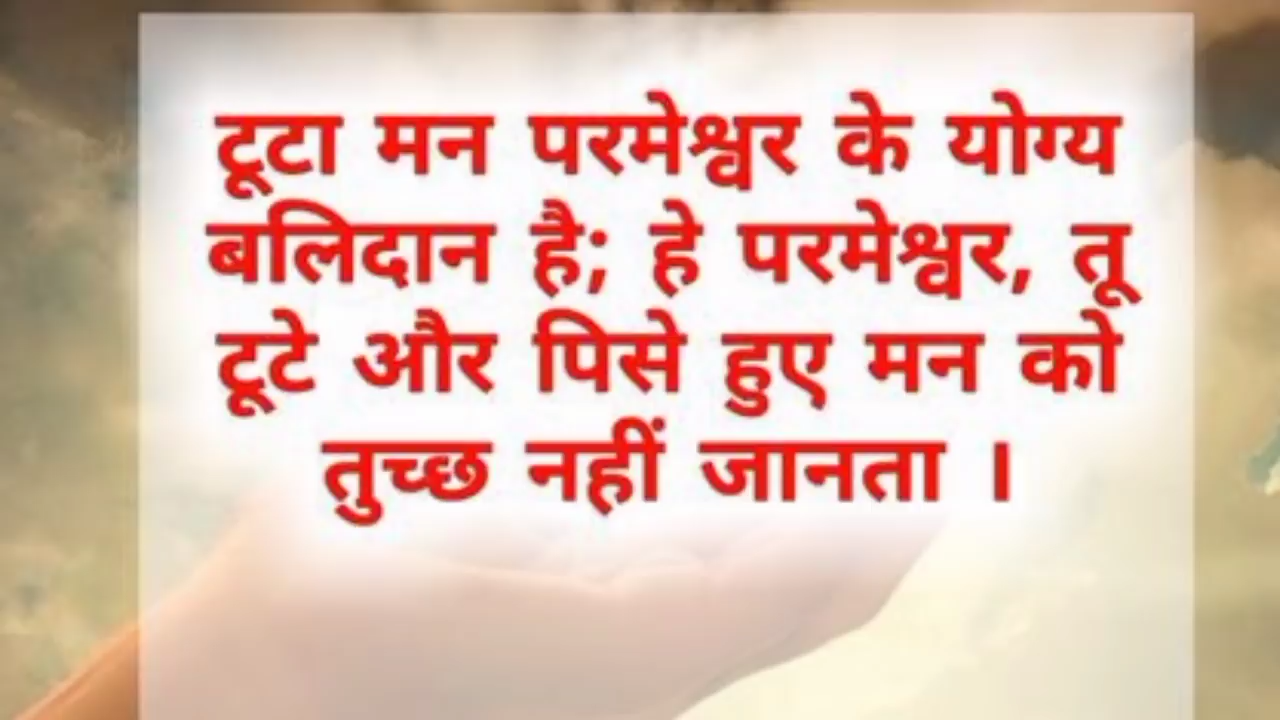 टूटा मन परमेश्वर के योग्य
बलिदान है; हे परमेश्वर, तू
टूटे और पिसे हुए मन को
तुच्छ नहीं जानता ।